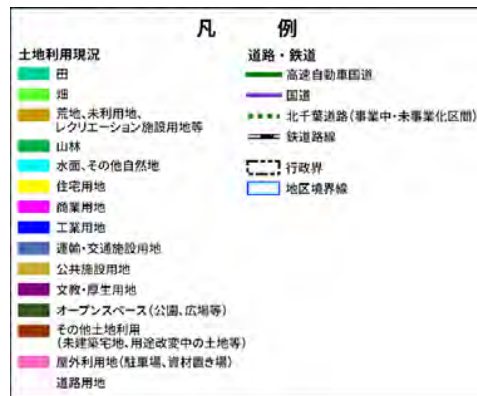 凡 例
土地利用現況
田
畑
荒地、未利用地、
レクリエーション施設用地等
山林
水面、その他自然地
住宅用地
商業用地
工業用地
運輸・交通施設用地
公共施設用地
文教・厚生用地
オープンスペース(公園、広場等)
その他土地利用
(未建築宅地、用途改変中の土地等)
屋外利用地(駐車場、資材置き場)
道路用地
道路・鉄道
高速自動車国道
国道
北千葉道路(事業中・未事業化区間)
鉄道路線
行政界
地区境界線